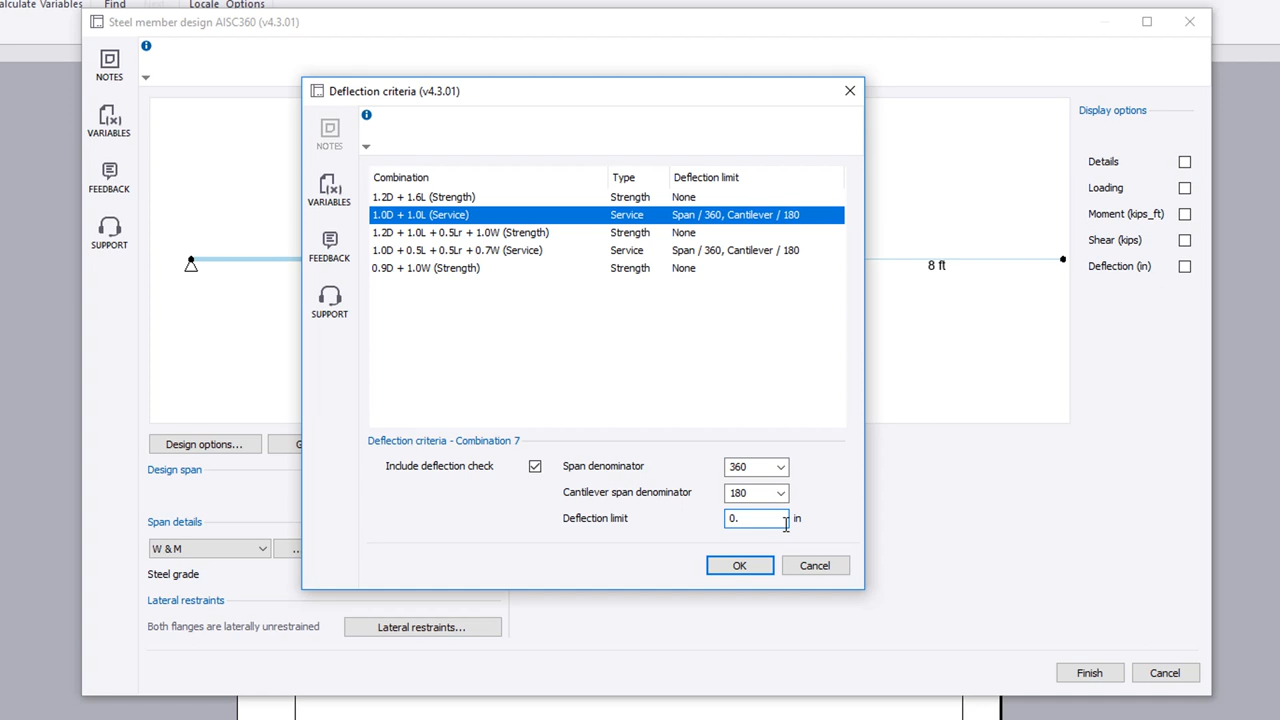 alculate Variables Find Next Locale Options
Steel member design AISC360 (v4.3.01)
NOTES
VARIABLES
FEEDBACK
SUPPORT
Deflection criteria (v4.3.01)
NOTES
VARIABLES
FEEDBACK
SUPPORT
Combination Type Deflection limit
1.2D + 1.6L (Strength) Strength None
1.0D + 1.0L (Service) Service Span / 360, Cantilever / 180
1.2D + 1.0L + 0.5Lr + 1.0W (Strength) Strength None
1.0D + 0.5L + 0.5Lr + 0.7W (Service) Service Span / 360, Cantilever / 180
0.9D + 1.0W (Strength) Strength None
Deflection criteria - Combination 7
Include deflection check
Span denominator 360
Cantilever span denominator 180
Deflection limit 0. in
OK Cancel
8 ft
Display options
Details
Loading
Moment (kips_ft)
Shear (kips)
Deflection (in)
Design options... G
Design span
Span details
W & M ..
Steel grade
Lateral restraints
Both flanges are laterally unrestrained Lateral restraints...
Finish Cancel